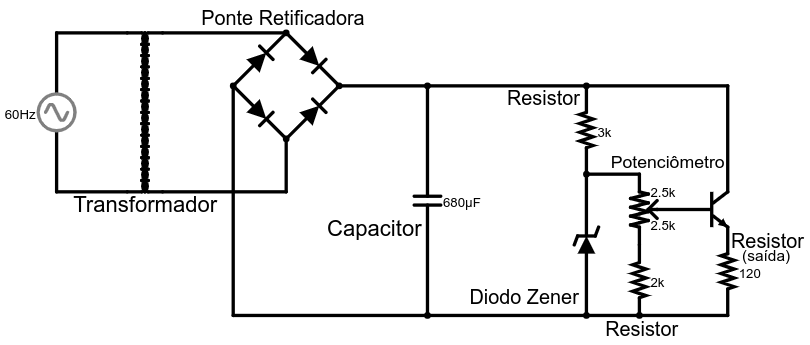 Ponte Retificadora
60Hz
Transformador
Resistor
3k
Potenciômetro
2.5k
2.5k
680µF
Capacitor
Resistor
(saída)
120
2k
Diodo Zener
Resistor